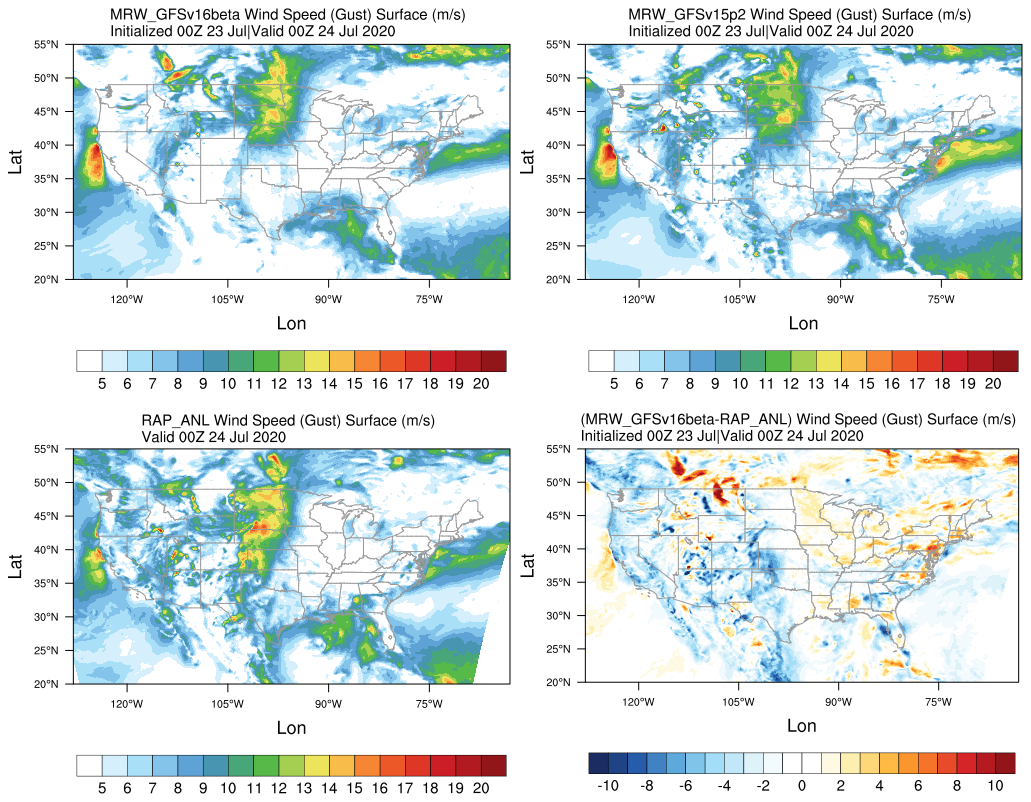 MRW_GFSv16beta Wind Speed (Gust) Surface (m/s)
Initialized 00Z 23 Jul|Valid 00Z 24 Jul 2020
55°N
50°N
45°N
40°N
35°N
30°N
25°N
20°N
Lat
120°W 105°W 90°W 75°W
Lon
5 6 7 8 9 10 11 12 13 14 15 16 17 18 19 20
MRW_GFSv15p2 Wind Speed (Gust) Surface (m/s)
Initialized 00Z 23 Jul|Valid 00Z 24 Jul 2020
55°N
50°N
45°N
40°N
35°N
30°N
25°N
20°N
Lat
120°W 105°W 90°W 75°W
Lon
5 6 7 8 9 10 11 12 13 14 15 16 17 18 19 20
RAP_ANL Wind Speed (Gust) Surface (m/s)
Valid 00Z 24 Jul 2020
55°N
50°N
45°N
40°N
35°N
30°N
25°N
20°N
Lat
120°W 105°W 90°W 75°W
Lon
5 6 7 8 9 10 11 12 13 14 15 16 17 18 19 20
(MRW_GFSv16beta-RAP_ANL) Wind Speed (Gust) Surface (m/s)
Initialized 00Z 23 Jul|Valid 00Z 24 Jul 2020
55°N
50°N
45°N
40°N
35°N
30°N
25°N
20°N
Lat
120°W 105°W 90°W 75°W
Lon
-10 -8 -6 -4 -2 0 2 4 6 8 10